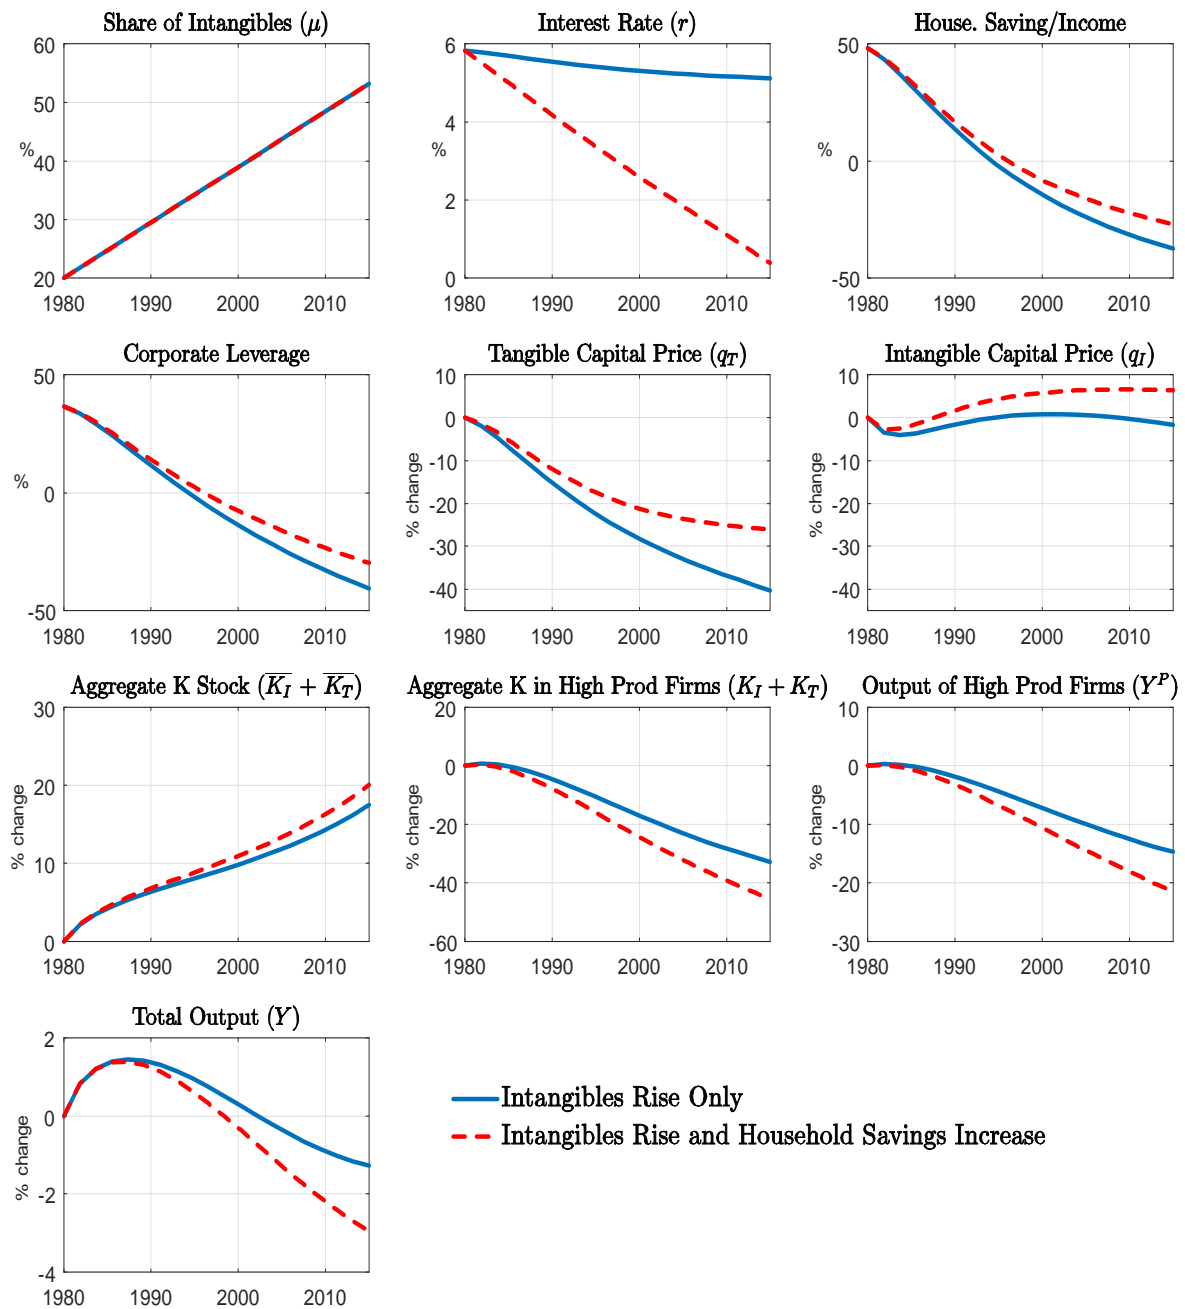 Share of Intangibles (μ)
Interest Rate (r)
House. Saving/Income
60
50
40
30
20
%
1980 1990 2000 2010
6
4
2
0
%
1980 1990 2000 2010
50
0
-50
%
1980 1990 2000 2010
Corporate Leverage
Tangible Capital Price (q_T)
Intangible Capital Price (q_I)
50
0
-50
%
1980 1990 2000 2010
10
0
-10
-20
-30
-40
% change
1980 1990 2000 2010
10
0
-10
-20
-30
-40
% change
1980 1990 2000 2010
Aggregate K Stock (K̅_I̅ + K̅_T̅)
Aggregate K in High Prod Firms (K_I + K_T)
Output of High Prod Firms (Y^P)
30
20
10
0
% change
1980 1990 2000 2010
20
0
-20
-40
-60
% change
1980 1990 2000 2010
10
0
-10
-20
-30
% change
1980 1990 2000 2010
Total Output (Y)
2
0
-2
-4
% change
1980 1990 2000 2010
Intangibles Rise Only
Intangibles Rise and Household Savings Increase